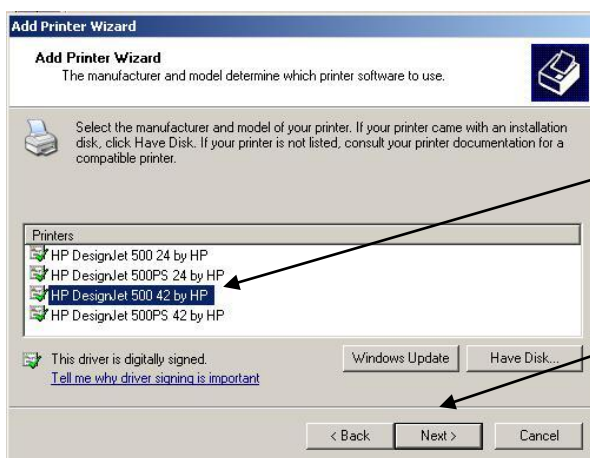 Add Printer Wizard
Add Printer Wizard
The manufacturer and model determine which printer software to use.
Select the manufacturer and model of your printer. If your printer came with an installation
disk, click Have Disk. If your printer is not listed, consult your printer documentation for a
compatible printer.
Printers
HP DesignJet 500 24 by HP
HP DesignJet 500PS 24 by HP
HP DesignJet 500 42 by HP
HP DesignJet 500PS 42 by HP
This driver is digitally signed.
Windows Update
Have Disk...
Tell me why driver signing is important
< Back
Next >
Cancel